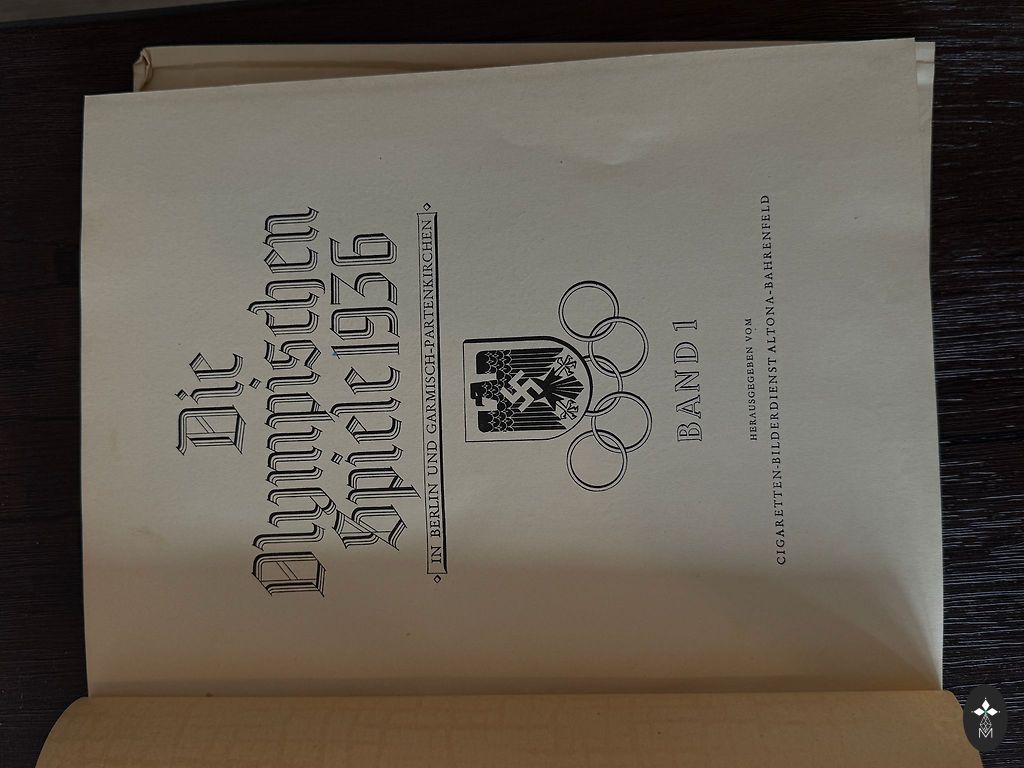 Die
Olympischen
Spiele 1936
IN BERLIN UND GARMISCH-PARTENKIRCHEN
BAND 1
HERAUSGEGEBEN VOM
CIGARETTEN-BILDERDIENST ALTONA-BAHRENFELD
M